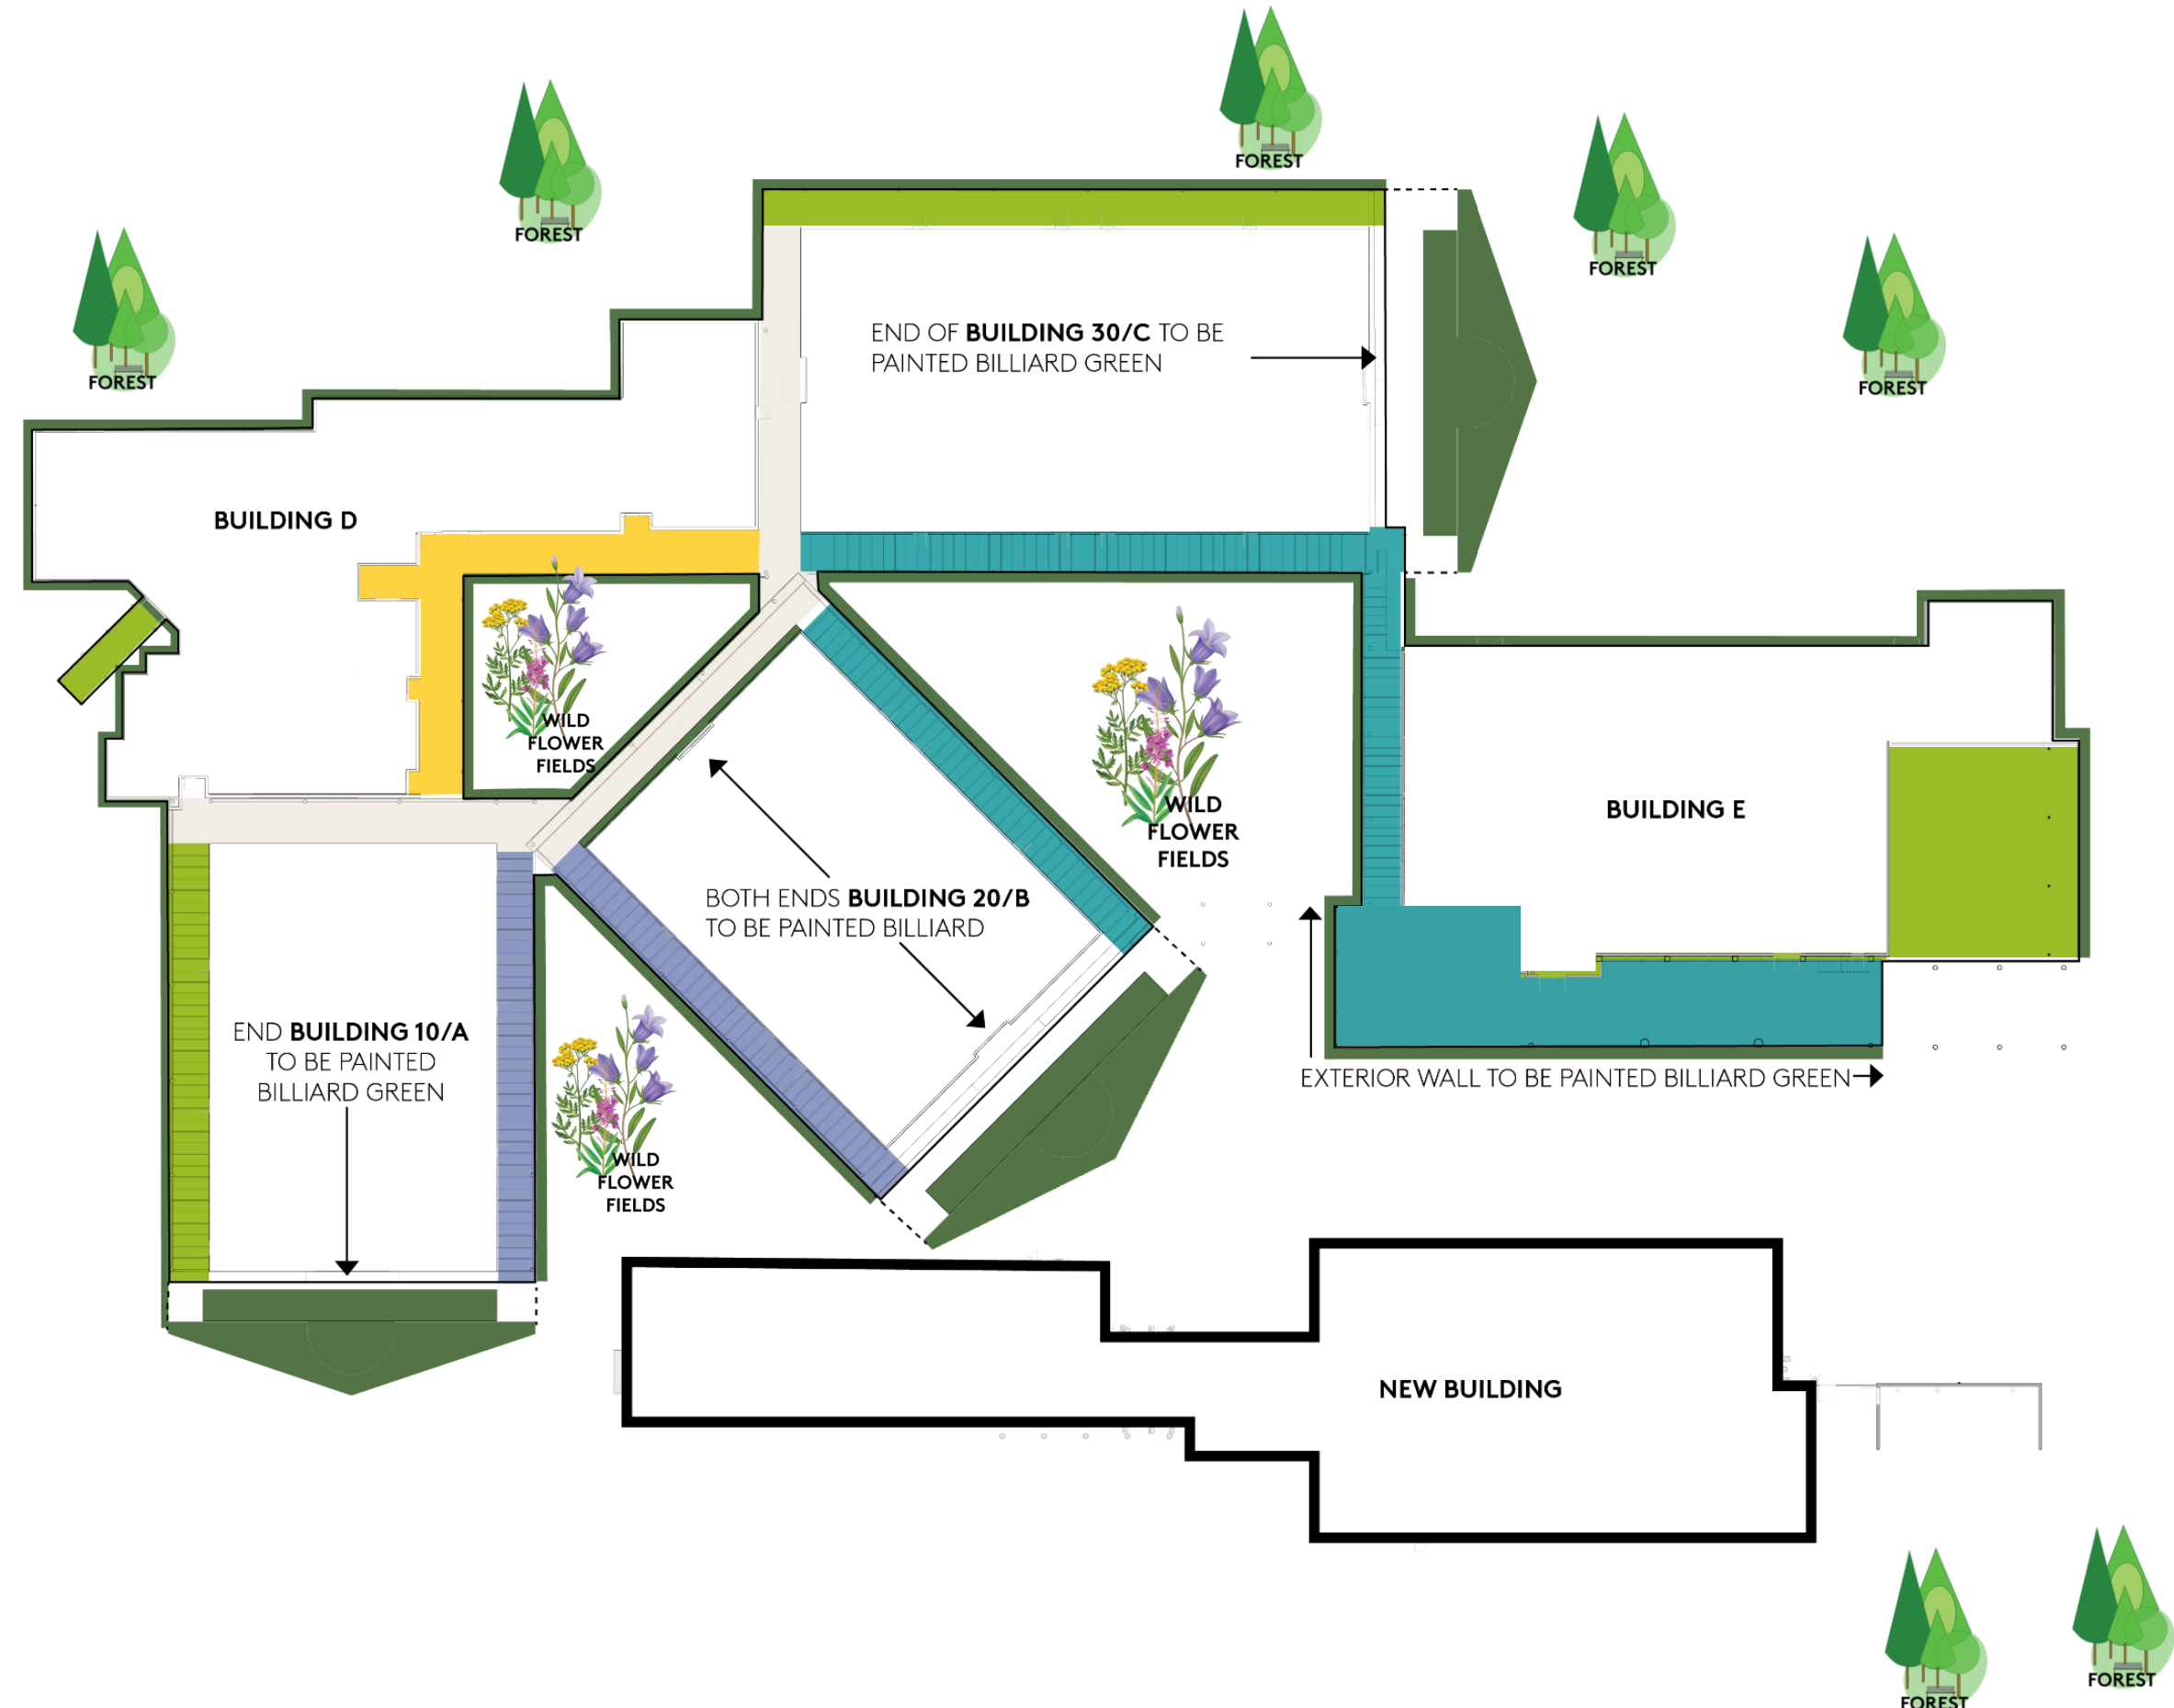 FOREST
FOREST
FOREST
FOREST
FOREST
END OF BUILDING 30/C TO BE
PAINTED BILLIARD GREEN
BUILDING D
WILD
FLOWER
FIELDS
WILD
FLOWER
FIELDS
BUILDING E
BOTH ENDS BUILDING 20/B
TO BE PAINTED BILLIARD
END BUILDING 10/A
TO BE PAINTED
BILLIARD GREEN
EXTERIOR WALL TO BE PAINTED BILLIARD GREEN
WILD
FLOWER
FIELDS
NEW BUILDING
FOREST
FOREST